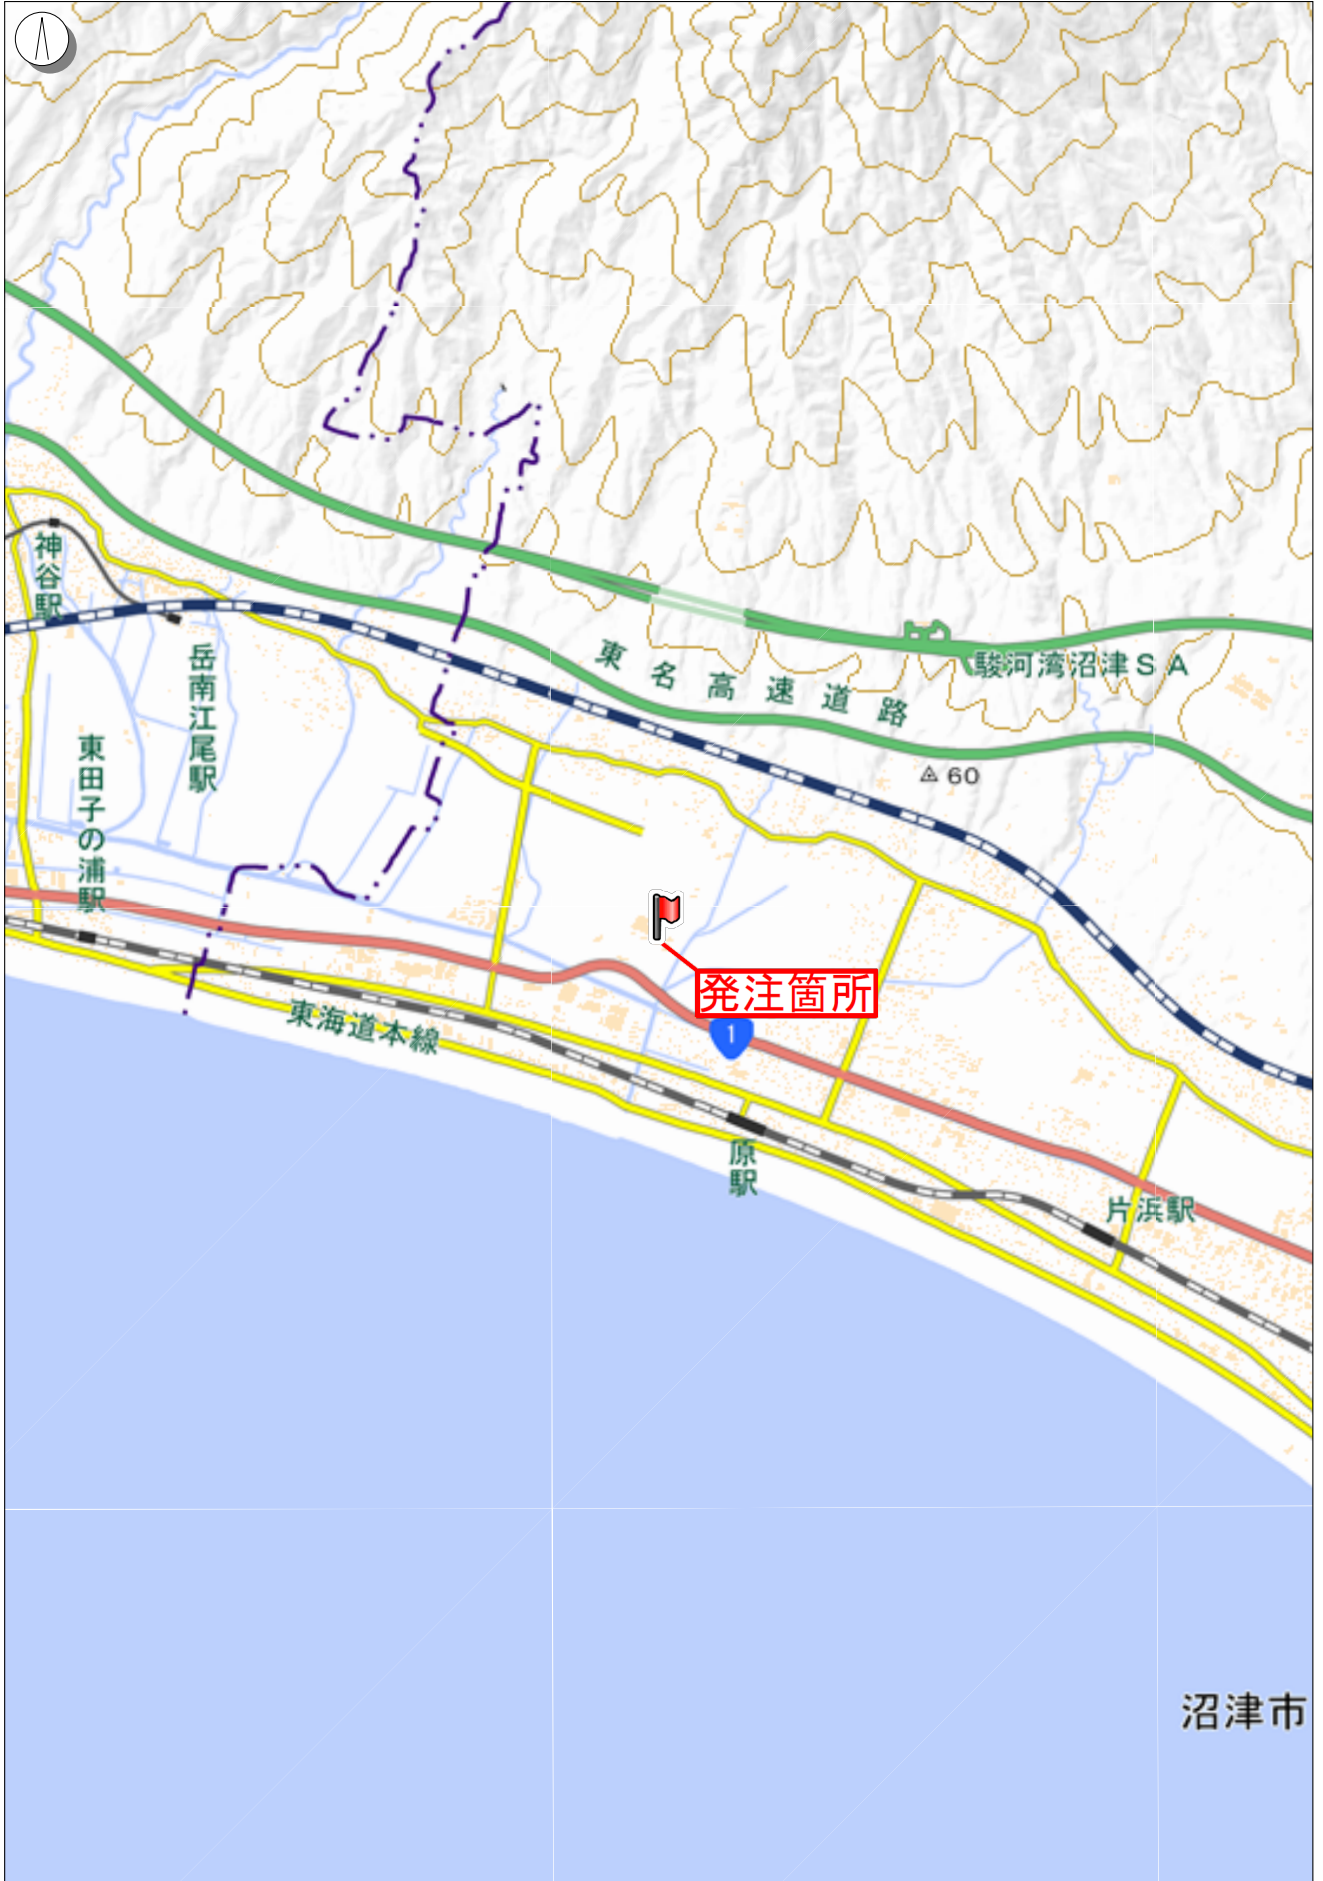 神谷駅
岳南江尾駅
東名高速道路
駿河湾沼津SA
東田子の浦駅
60
発注箇所
1
東海道本線
原駅
片浜駅
沼津市